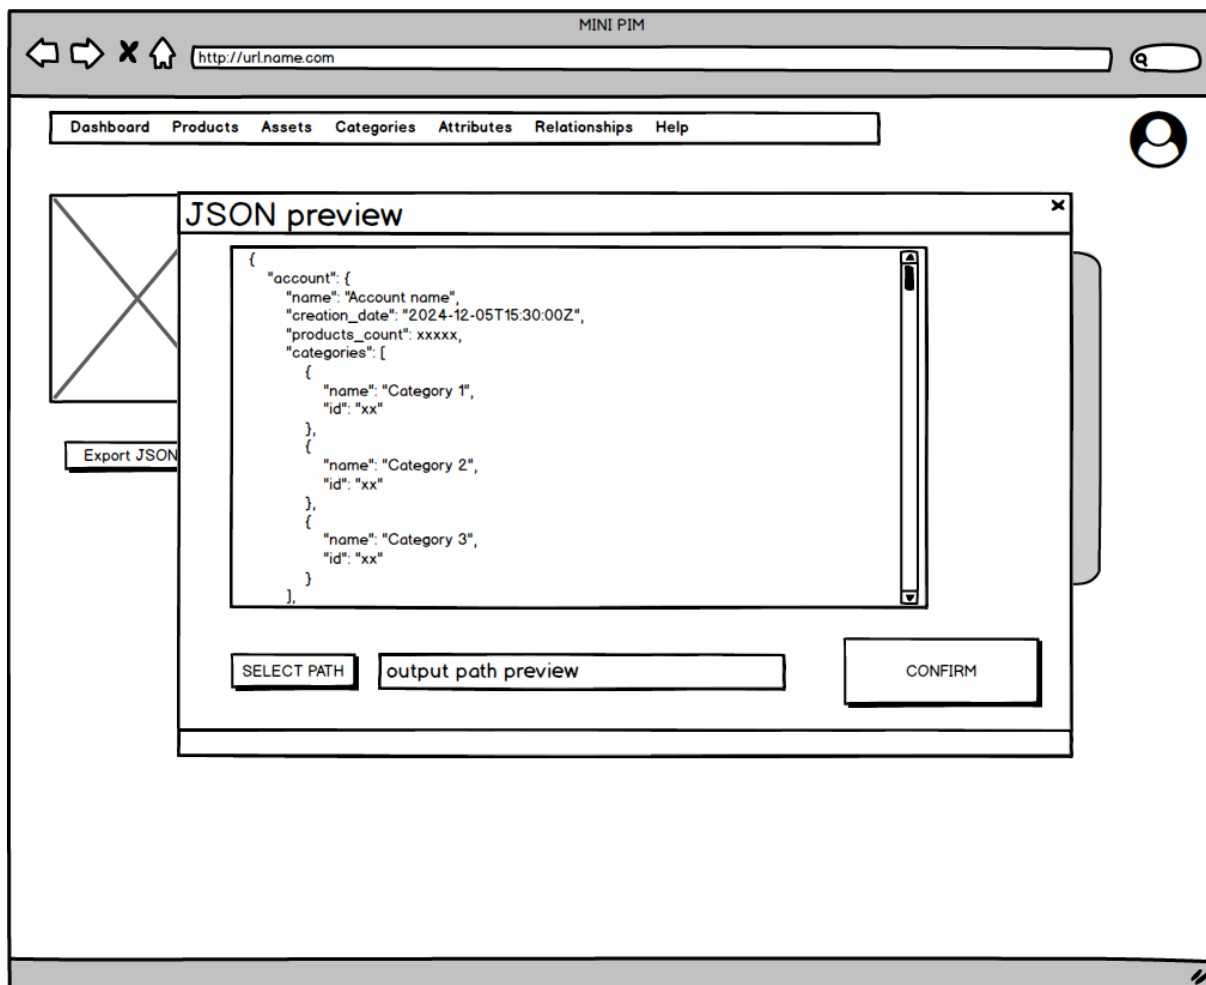 MINI PIM
http://url.name.com
Dashboard Products Assets Categories Attributes Relationships Help
JSON preview
{
"account": {
"name": "Account name",
"creation_date": "2024-12-05T15:30:00Z",
"products_count": xxxxx,
"categories": [
{
"name": "Category 1",
"id": "xx"
},
{
"name": "Category 2",
"id": "xx"
},
{
"name": "Category 3",
"id": "xx"
}
],
Export JSON
SELECT PATH
output path preview
CONFIRM